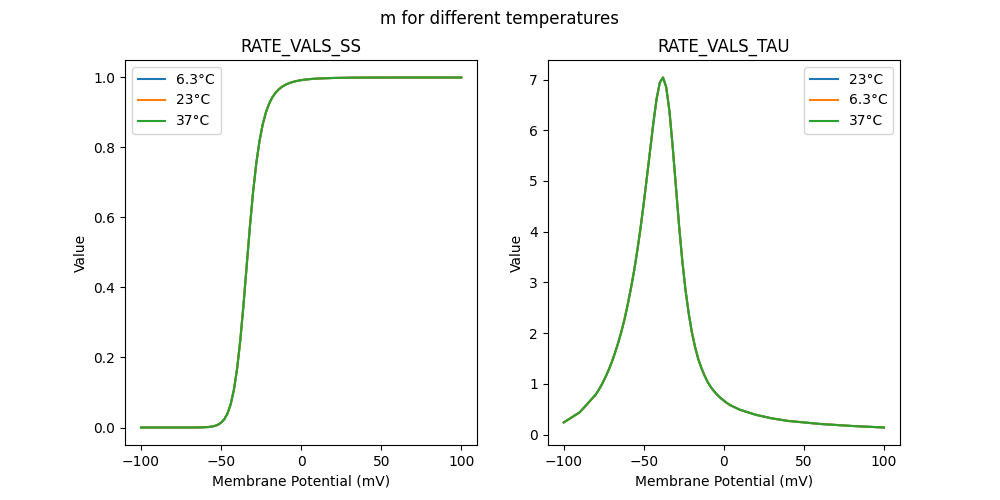 m for different temperatures
RATE_VALS_SS
1.0
0.8
0.6
0.4
0.2
0.0
Value
6.3°C
23°C
37°C
−100
−50
0
50
100
Membrane Potential (mV)
RATE_VALS_TAU
7
6
5
4
3
2
1
0
Value
23°C
6.3°C
37°C
−100
−50
0
50
100
Membrane Potential (mV)